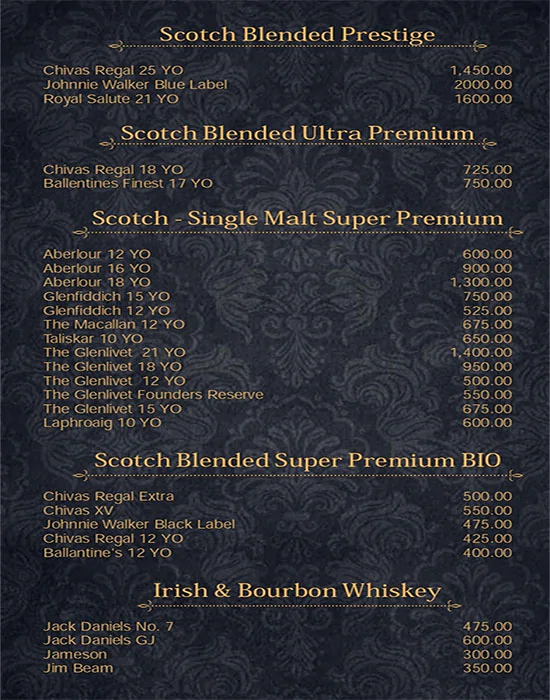 Scotch Blended Prestige
Chivas Regal 25 YO 1,450.00
Johnnie Walker Blue Label 2000.00
Royal Salute 21 YO 1600.00
Scotch Blended Ultra Premium
Chivas Regal 18 YO 725.00
Ballentines Finest 17 YO 750.00
Scotch - Single Malt Super Premium
Aberlour 12 YO 600.00
Aberlour 16 YO 900.00
Aberlour 18 YO 1,300.00
Glenfiddich 15 YO 750.00
Glenfiddich 12 YO 525.00
The Macallan 12 YO 675.00
Taliskar 10 YO 650.00
The Glenlivet 21 YO 1,400.00
The Glenlivet 18 YO 950.00
The Glenlivet 12 YO 500.00
The Glenlivet Founders Reserve 550.00
The Glenlivet 15 YO 675.00
Laphroaig 10 YO 600.00
Scotch Blended Super Premium BIO
Chivas Regal Extra 500.00
Chivas XV 550.00
Johnnie Walker Black Label 475.00
Chivas Regal 12 YO 425.00
Ballantine's 12 YO 400.00
Irish & Bourbon Whiskey
Jack Daniels No. 7 475.00
Jack Daniels GJ 600.00
Jameson 300.00
Jim Beam 350.00